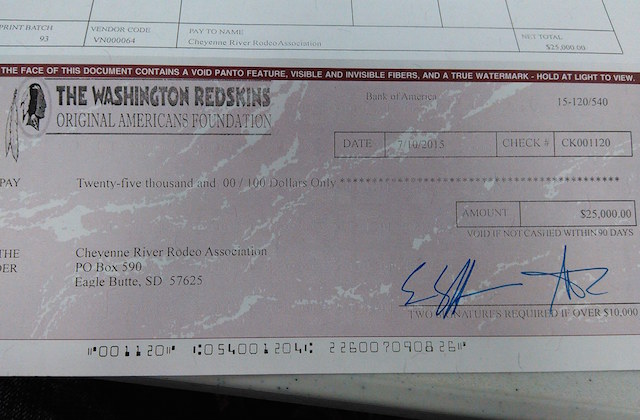 PRINT BATCH VENDOR CODE PAY TO NAME NET TOTAL
93 VN000064 Cheyenne River RodeoAssociation $25,000.00
THE FACE OF THIS DOCUMENT CONTAINS A VOID PANTO FEATURE, VISIBLE AND INVISIBLE FIBERS, AND A TRUE WATERMARK - HOLD AT LIGHT TO VIEW.
THE WASHINGTON REDSKINS
ORIGINAL AMERICANS FOUNDATION
Bank of America 15-120/540
DATE 7/10/2015 CHECK # CK001120
PAY Twenty-five thousand and 00/100 Dollars Only ****************************************
AMOUNT $25,000.00
VOID IF NOT CASHED WITHIN 90 DAYS
THE Cheyenne River Rodeo Association
DER PO Box 590
Eagle Butte, SD 57625
TWO SIGNATURES REQUIRED IF OVER $10,000
⑈001120⑈ ⑆054001204⑆ 226007090826⑈